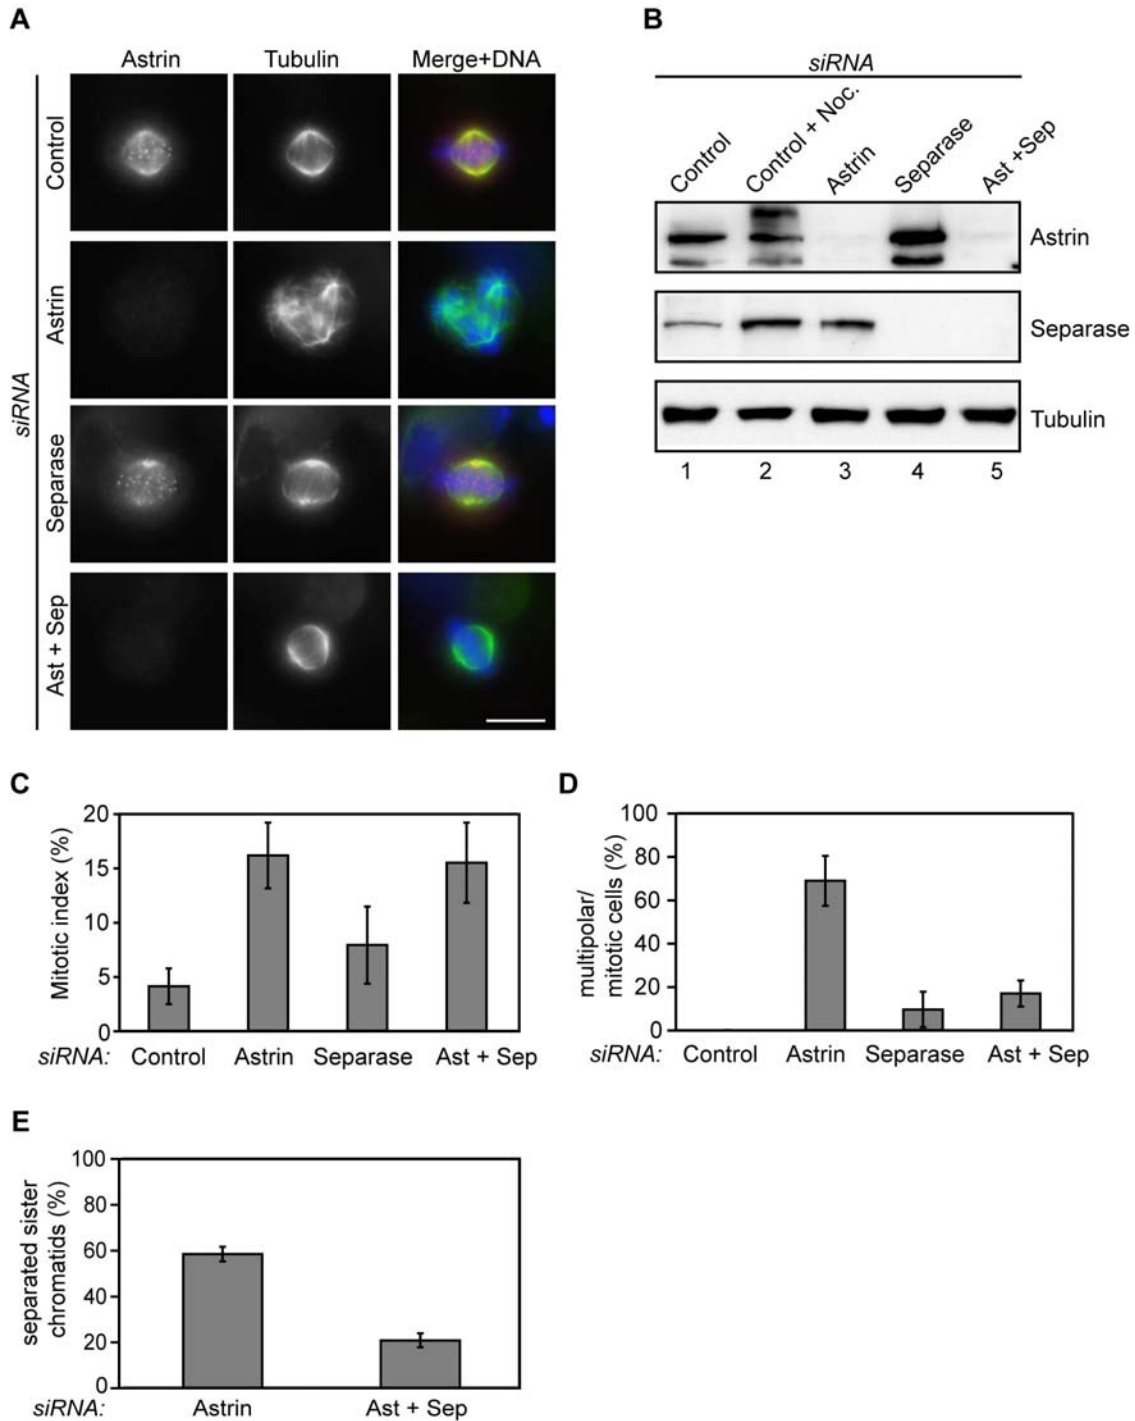 A
Astrin Tubulin Merge+DNA
siRNA
Control
Astrin
Separase
Ast + Sep
B
siRNA
Control
Control + Noc.
Astrin
Separase
Ast +Sep
Astrin
Separase
Tubulin
1 2 3 4 5
C
Mitotic index (%)
20
15
10
5
0
siRNA: Control Astrin Separase Ast + Sep
D
multipolar/
mitotic cells (%)
100
80
60
40
20
0
siRNA: Control Astrin Separase Ast + Sep
E
separated sister
chromatids (%)
100
80
60
40
20
0
siRNA: Astrin Ast + Sep